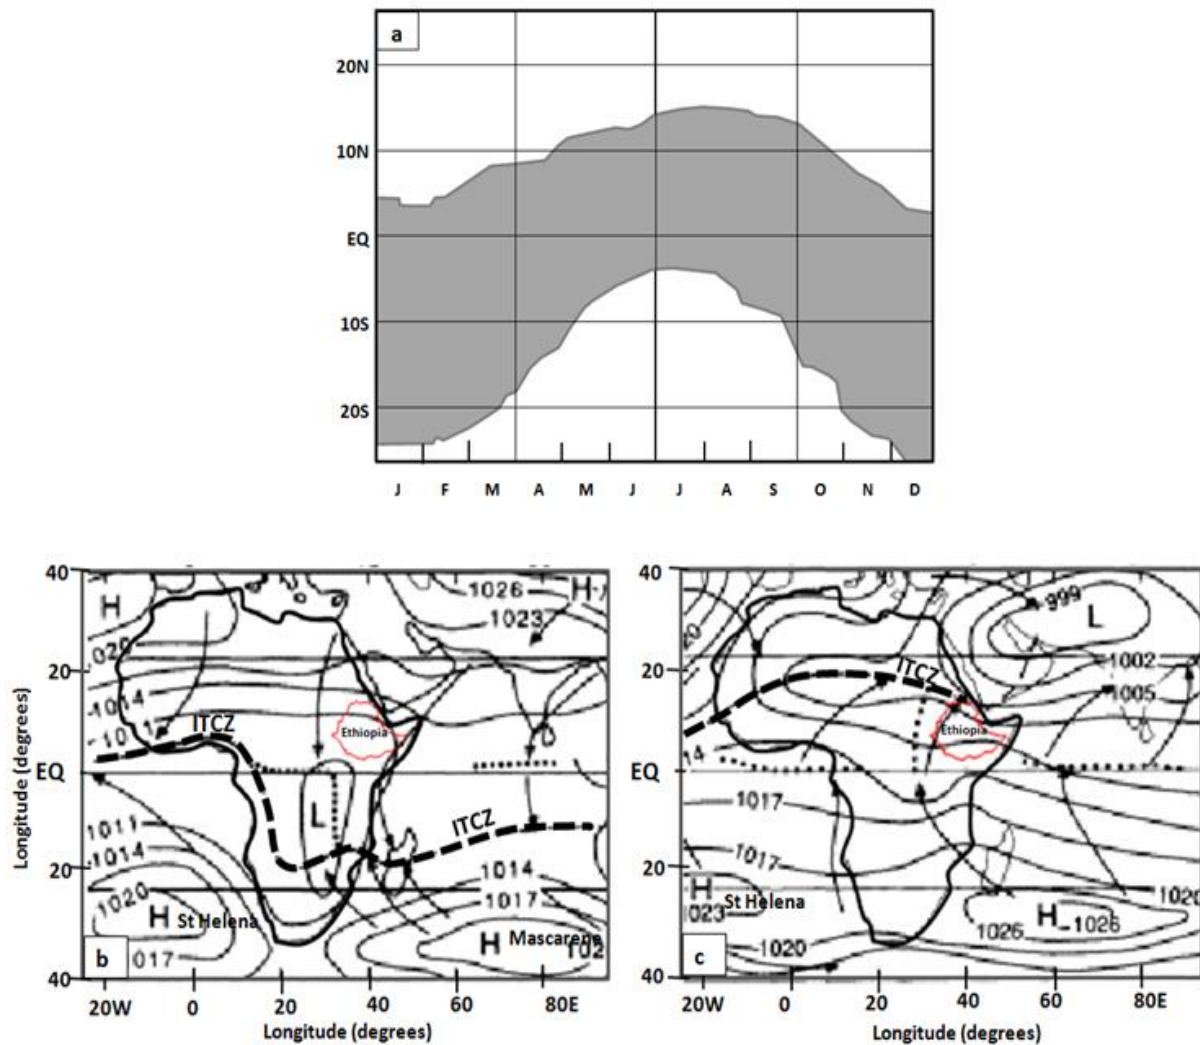 a
20N
10N
EQ
10S
20S
J F M A M J J A S O N D
40
20
EQ
20
40
Longitude (degrees)
H
1020
1014
1011
ITCZ
Ethiopia
1026
H
1023
L
ITCZ
1011
1014
1020
H St Helena
017
1014
1017
H Mascarene
102
b
20W 0 20 40 60 80E
Longitude (degrees)
40
20
EQ
20
40
999
L
1002
1005
ITCZ
Ethiopia
14
1017
1017
H
St Helena
1023
1020
H
1026
1026
1020
c
20W 0 20 40 60 80E
Longitude (degrees)